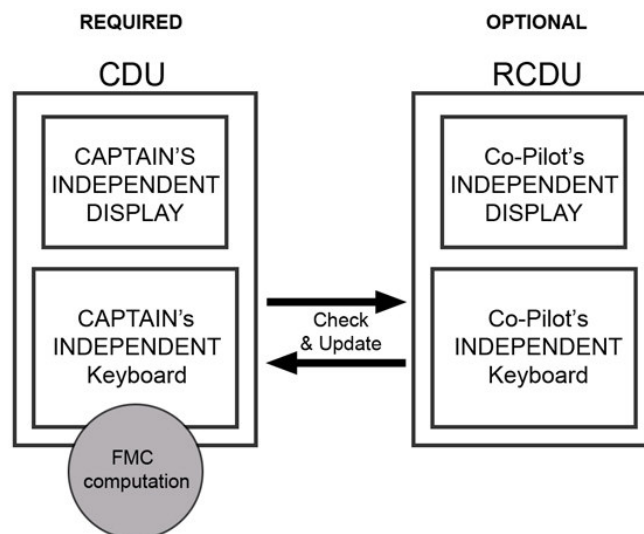 REQUIRED
CDU
CAPTAIN'S
INDEPENDENT
DISPLAY
CAPTAIN's
INDEPENDENT
Keyboard
FMC
computation
Check
& Update
OPTIONAL
RCDU
Co-Pilot's
INDEPENDENT
DISPLAY
Co-Pilot's
INDEPENDENT
Keyboard